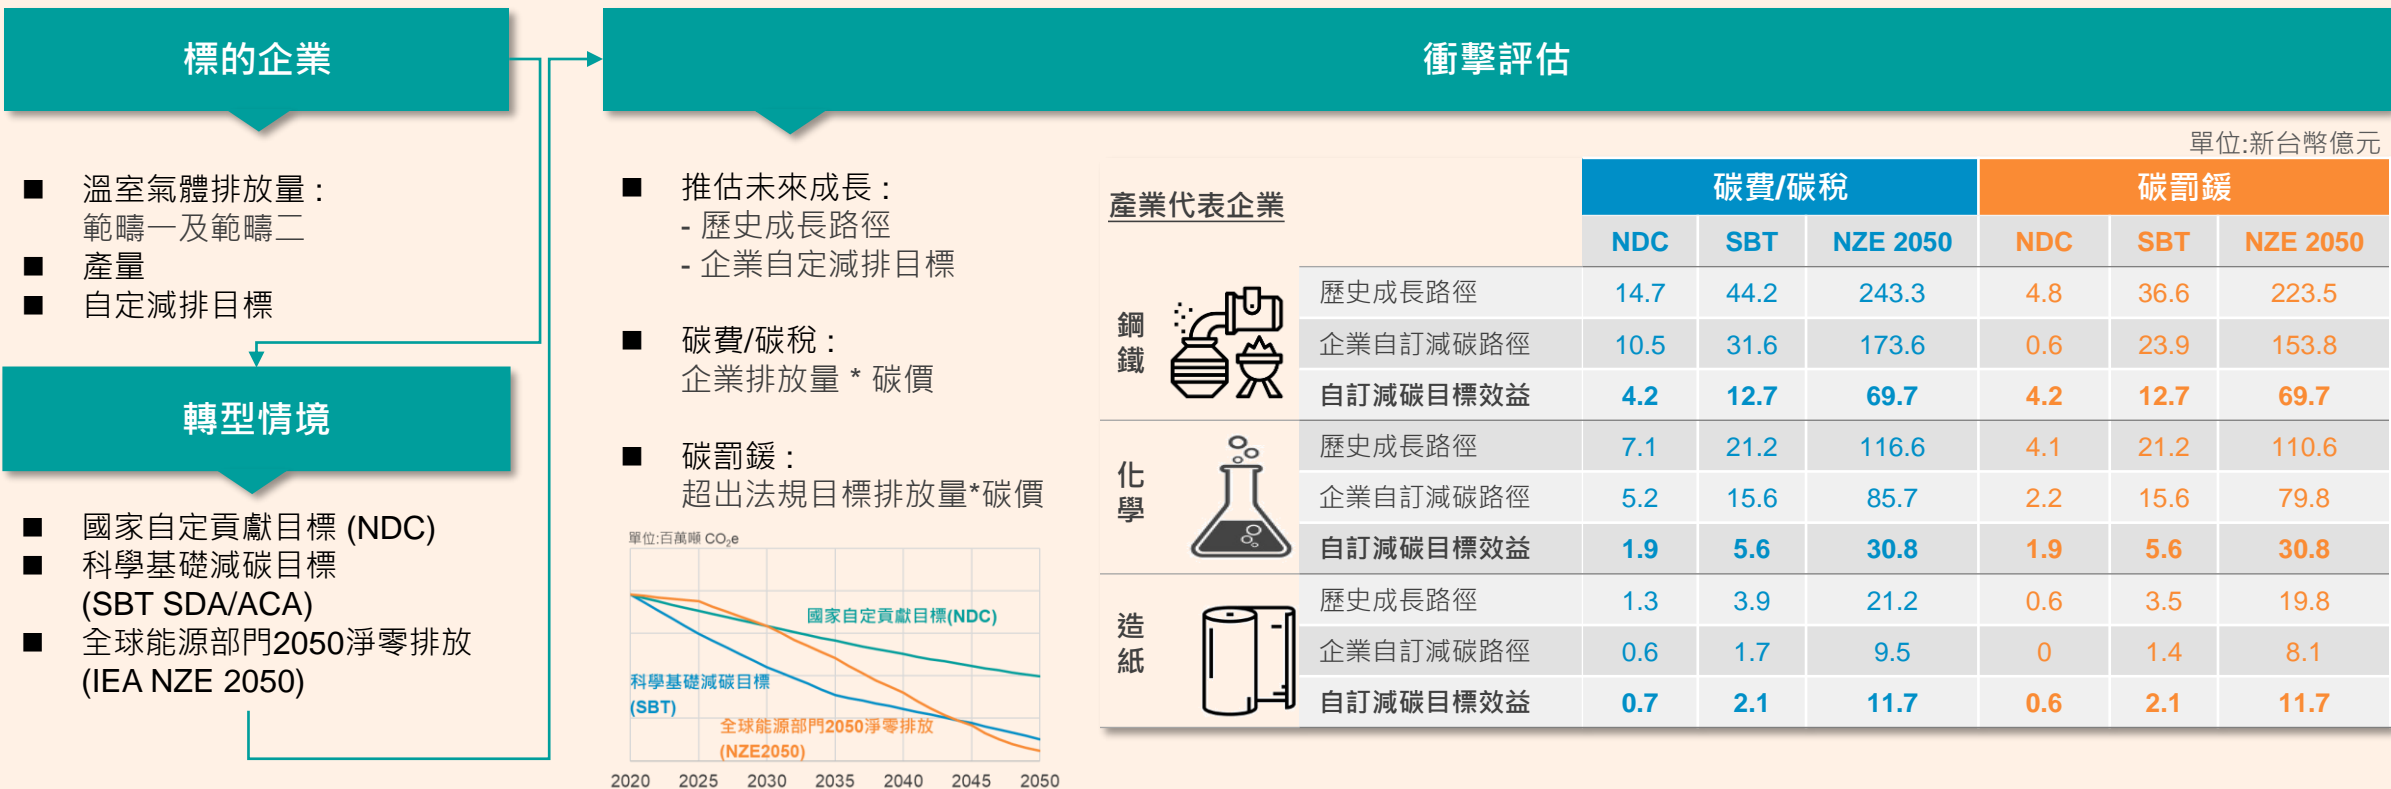 標的企業
■ 溫室氣體排放量：
範疇一及範疇二
■ 產量
■ 自定減排目標
轉型情境
■ 國家自定貢獻目標 (NDC)
■ 科學基礎減碳目標
(SBT SDA/ACA)
■ 全球能源部門2050淨零排放
(IEA NZE 2050)
衝擊評估
■ 推估未來成長：
- 歷史成長路徑
- 企業自定減排目標
■ 碳費/碳稅：
企業排放量 * 碳價
■ 碳罰鍰：
超出法規目標排放量*碳價
單位:百萬噸 CO₂e
國家自定貢獻目標(NDC)
科學基礎減碳目標
(SBT)
全球能源部門2050淨零排放
(NZE2050)
2020 2025 2030 2035 2040 2045 2050
單位:新台幣億元
產業代表企業 碳費/碳稅 碳罰鍰
NDC SBT NZE 2050 NDC SBT NZE 2050
鋼鐵
歷史成長路徑 14.7 44.2 243.3 4.8 36.6 223.5
企業自訂減碳路徑 10.5 31.6 173.6 0.6 23.9 153.8
自訂減碳目標效益 4.2 12.7 69.7 4.2 12.7 69.7
化學
歷史成長路徑 7.1 21.2 116.6 4.1 21.2 110.6
企業自訂減碳路徑 5.2 15.6 85.7 2.2 15.6 79.8
自訂減碳目標效益 1.9 5.6 30.8 1.9 5.6 30.8
造紙
歷史成長路徑 1.3 3.9 21.2 0.6 3.5 19.8
企業自訂減碳路徑 0.6 1.7 9.5 0 1.4 8.1
自訂減碳目標效益 0.7 2.1 11.7 0.6 2.1 11.7